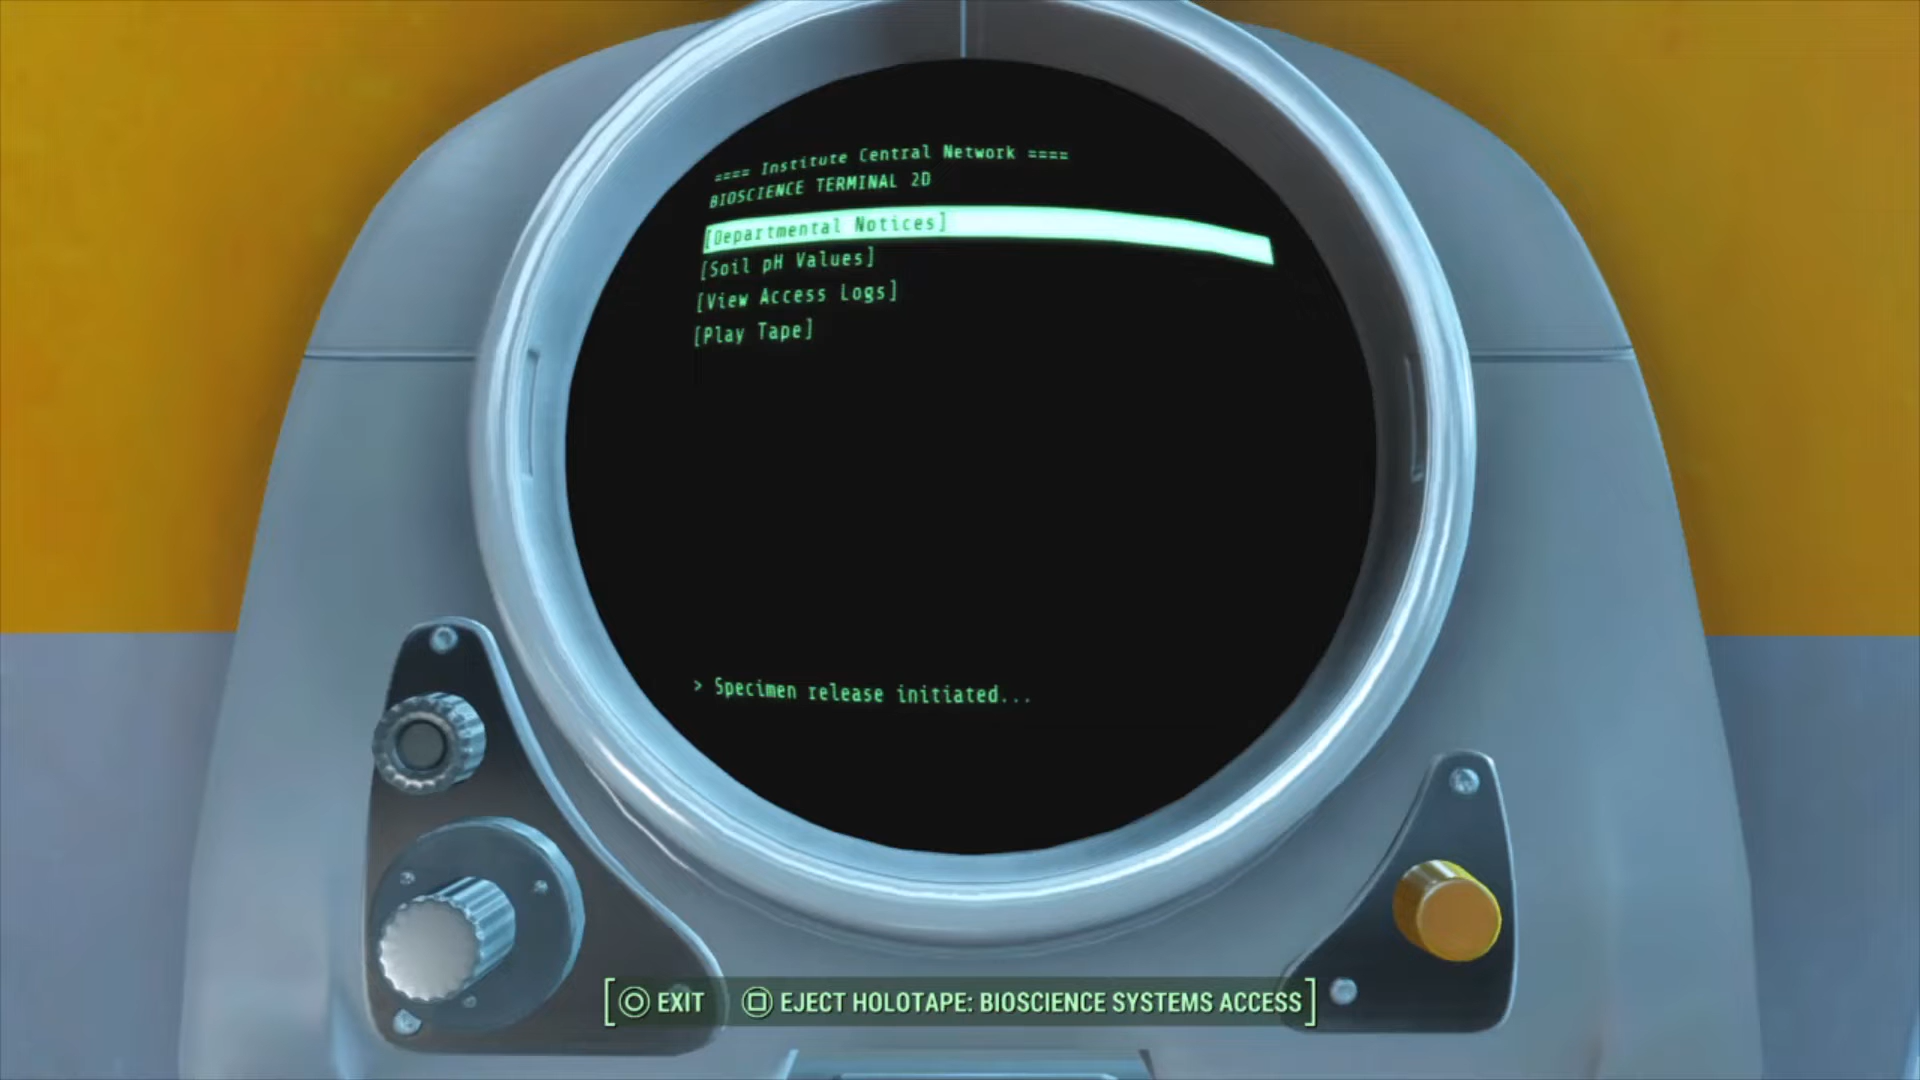 ==== Institute Central Network ====
BIOSCIENCE TERMINAL 2D
[Departmental Notices]
[Soil pH Values]
[View Access Logs]
[Play Tape]
> Specimen release initiated...
[ EXIT EJECT HOLOTAPE: BIOSCIENCE SYSTEMS ACCESS ]